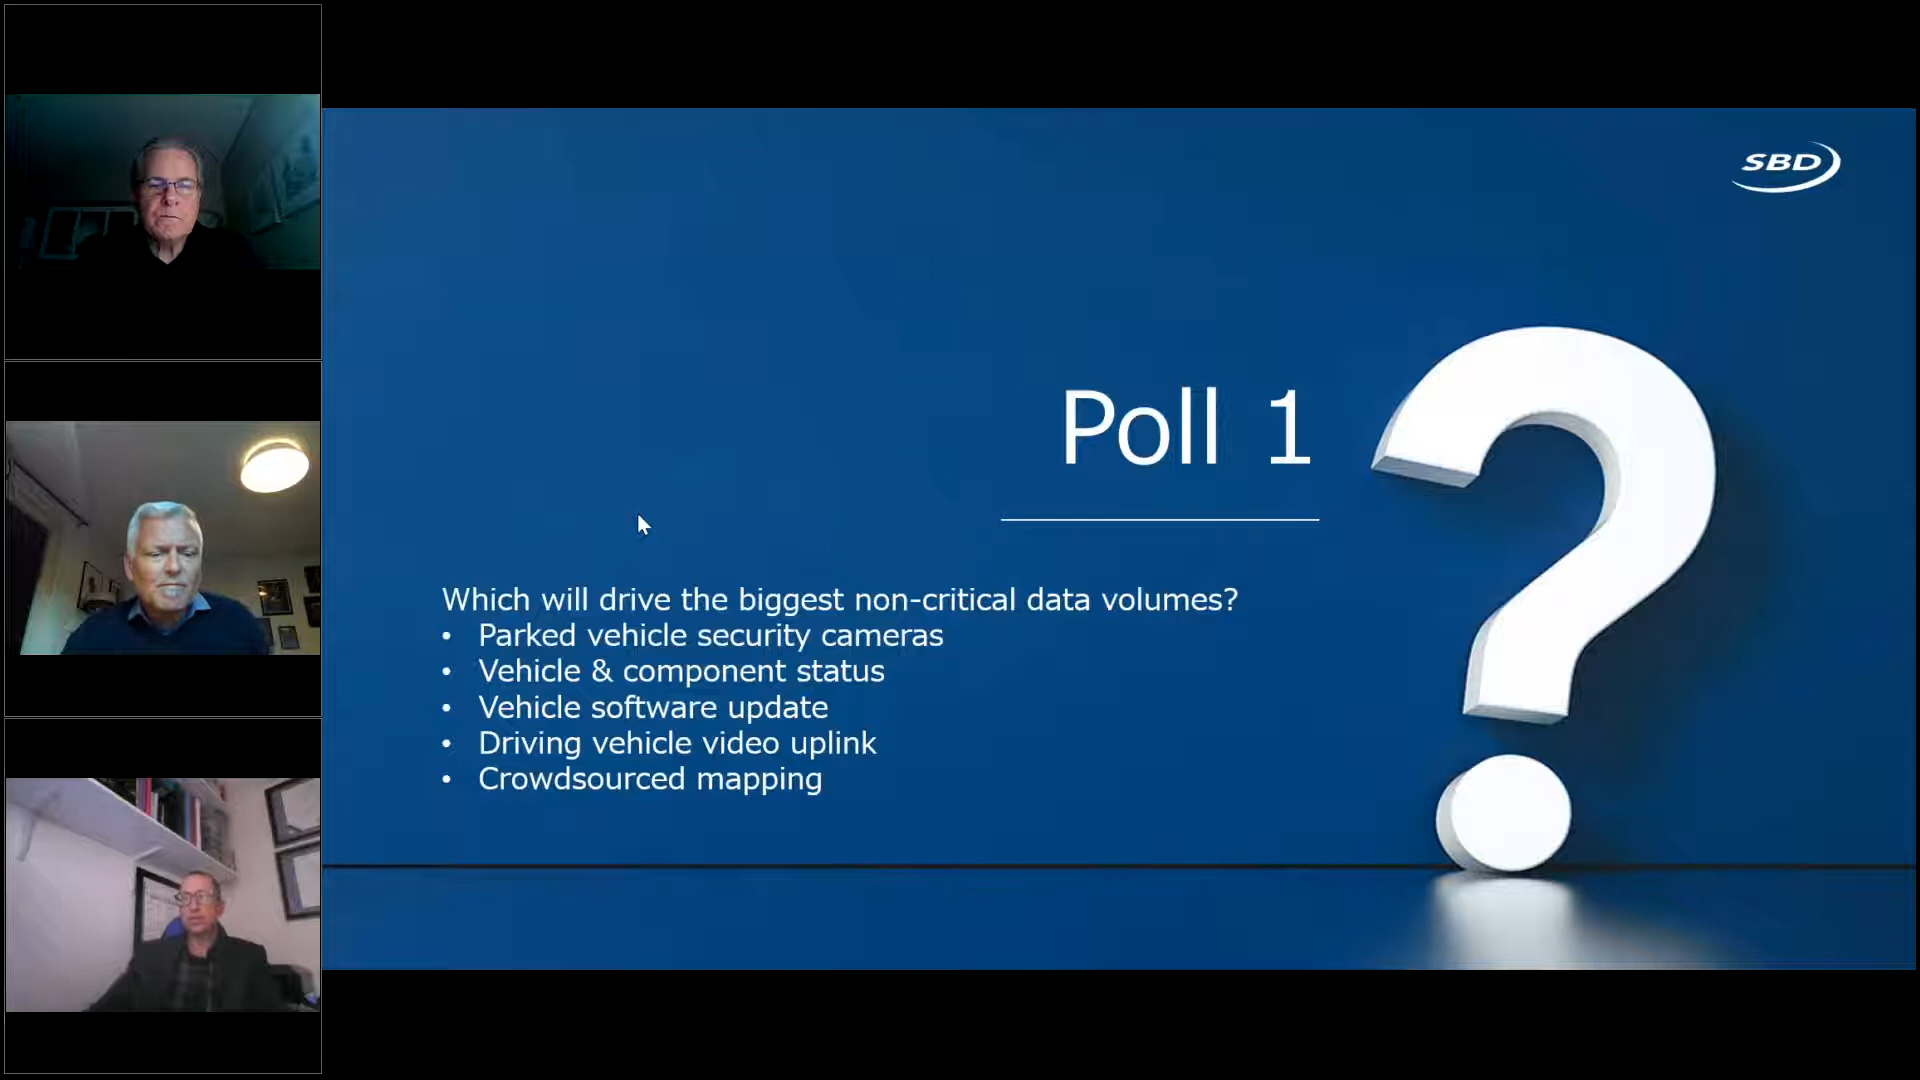 SBD
Poll 1
Which will drive the biggest non-critical data volumes?
• Parked vehicle security cameras
• Vehicle & component status
• Vehicle software update
• Driving vehicle video uplink
• Crowdsourced mapping